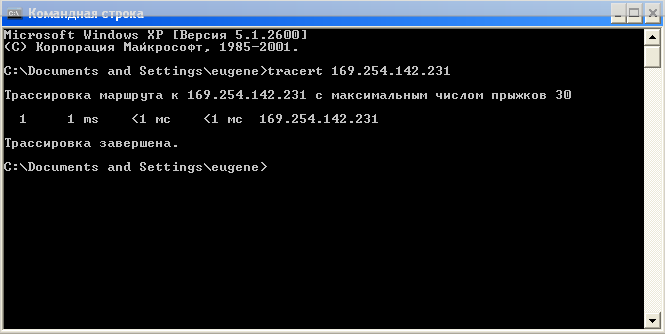 Командная строка
Microsoft Windows XP [Версия 5.1.2600]
(C) Корпорация Майкрософт, 1985-2001.
C:\Documents and Settings\eugene>tracert 169.254.142.231
Трассировка маршрута к 169.254.142.231 с максимальным числом прыжков 30
1 1 ms <1 мс <1 мс 169.254.142.231
Трассировка завершена.
C:\Documents and Settings\eugene>